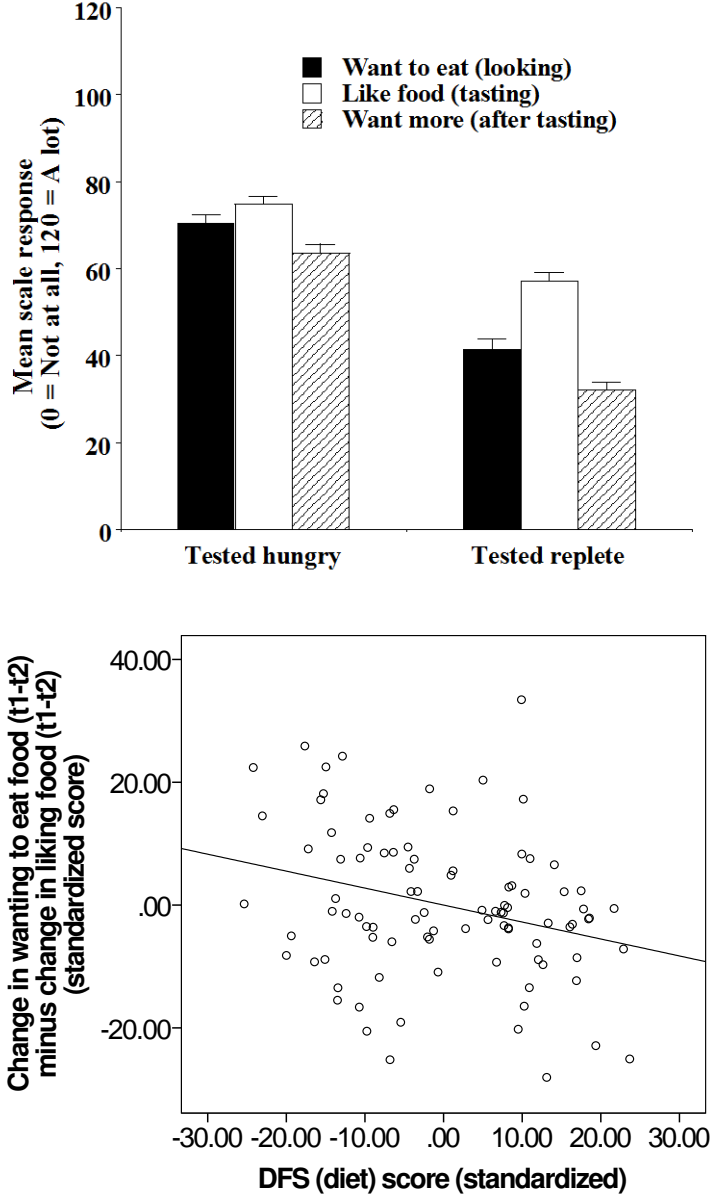 120
100
80
60
40
20
0
Mean scale response
(0 = Not at all, 120 = A lot)
Want to eat (looking)
Like food (tasting)
Want more (after tasting)
Tested hungry
Tested replete
40.00
20.00
.00
-20.00
Change in wanting to eat food (t1-t2)
minus change in liking food (t1-t2)
(standardized score)
-30.00 -20.00 -10.00 .00 10.00 20.00 30.00
DFS (diet) score (standardized)